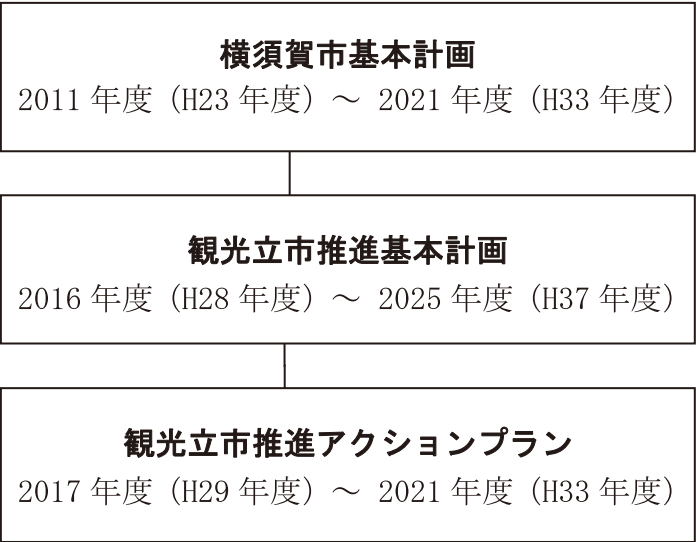 横須賀市基本計画
2011 年度（H23 年度）～ 2021 年度（H33 年度）
観光立市推進基本計画
2016 年度（H28 年度）～ 2025 年度（H37 年度）
観光立市推進アクションプラン
2017 年度（H29 年度）～ 2021 年度（H33 年度）